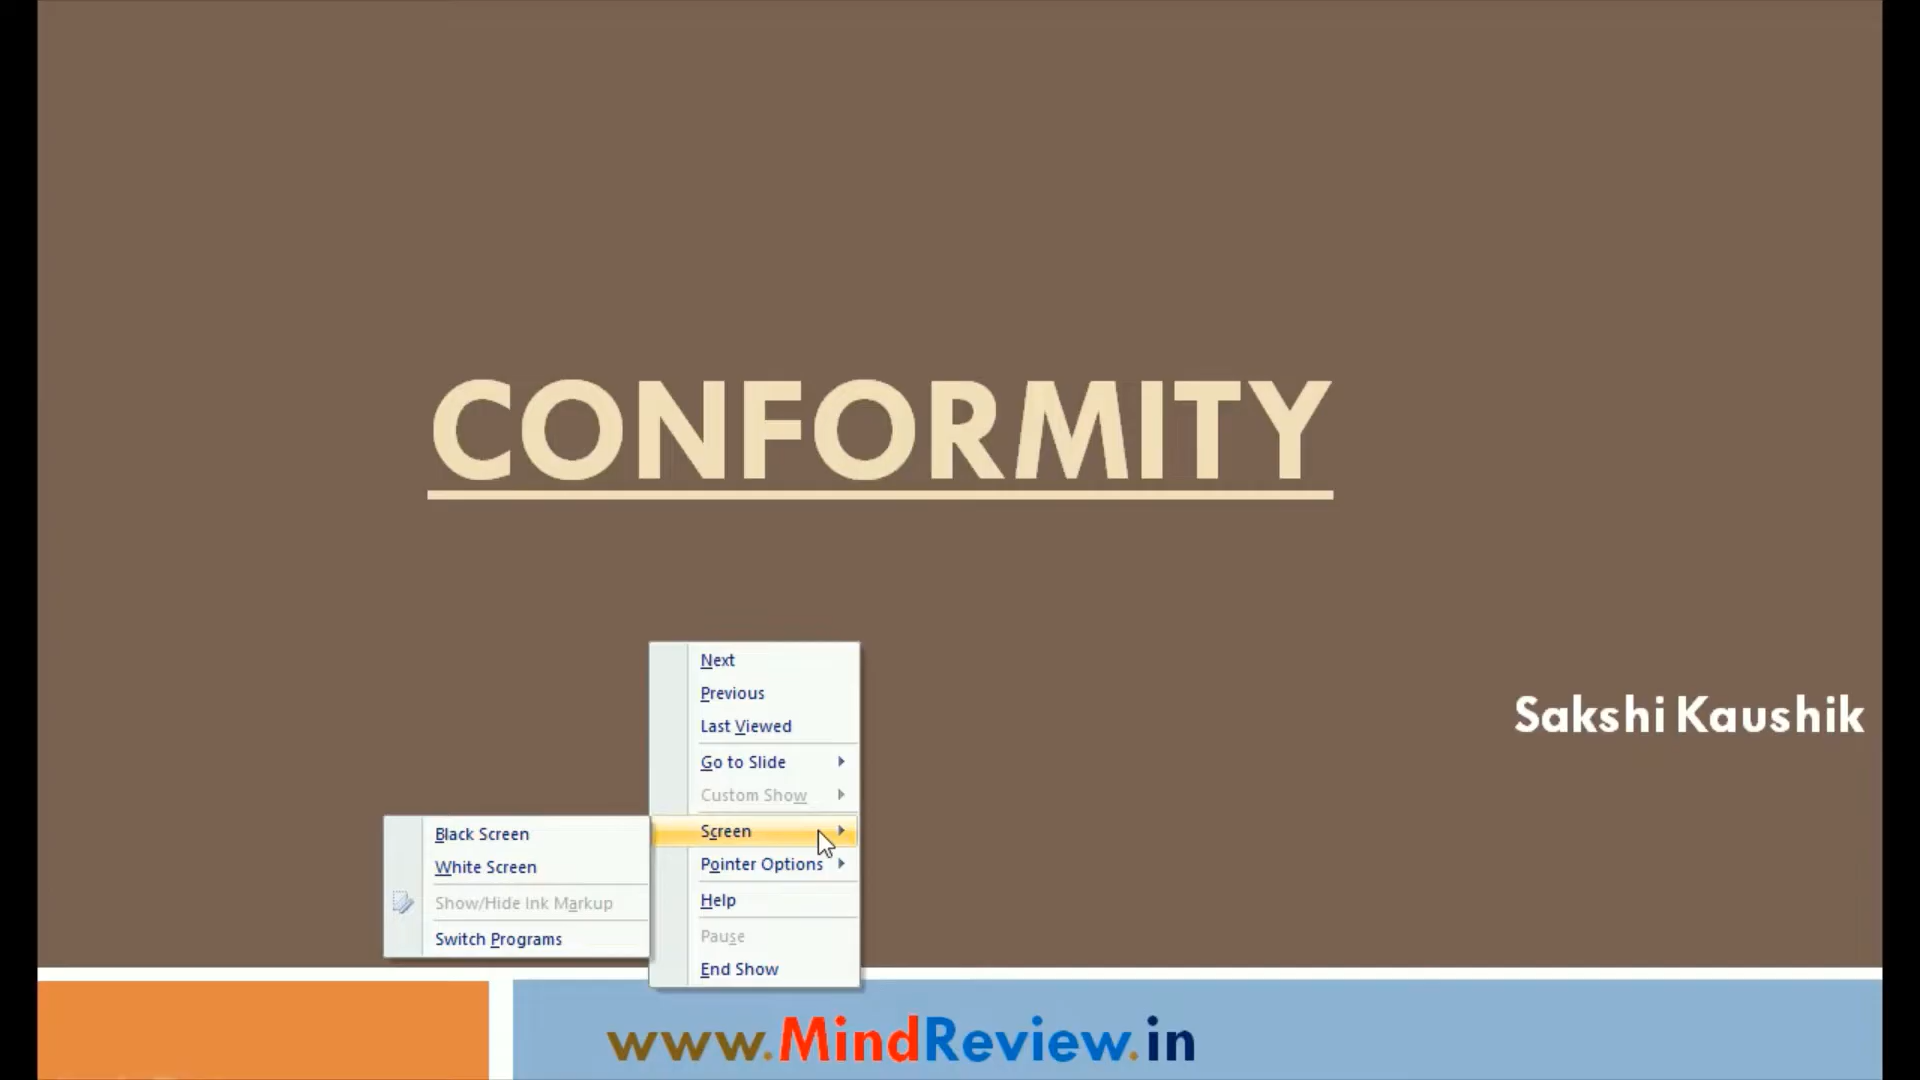 CONFORMITY
Sakshi Kaushik
Next
Previous
Last Viewed
Go to Slide
Custom Show
Screen
Pointer Options
Help
Pause
End Show
Black Screen
White Screen
Show/Hide Ink Markup
Switch Programs
www.MindReview.in